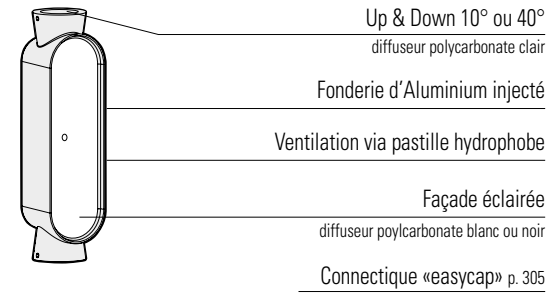 Up & Down 10° ou 40°
diffuseur polycarbonate clair
Fonderie d'Aluminium injecté
Ventilation via pastille hydrophobe
Façade éclairée
diffuseur poylcarbonate blanc ou noir
Connectique «easycap» p. 305